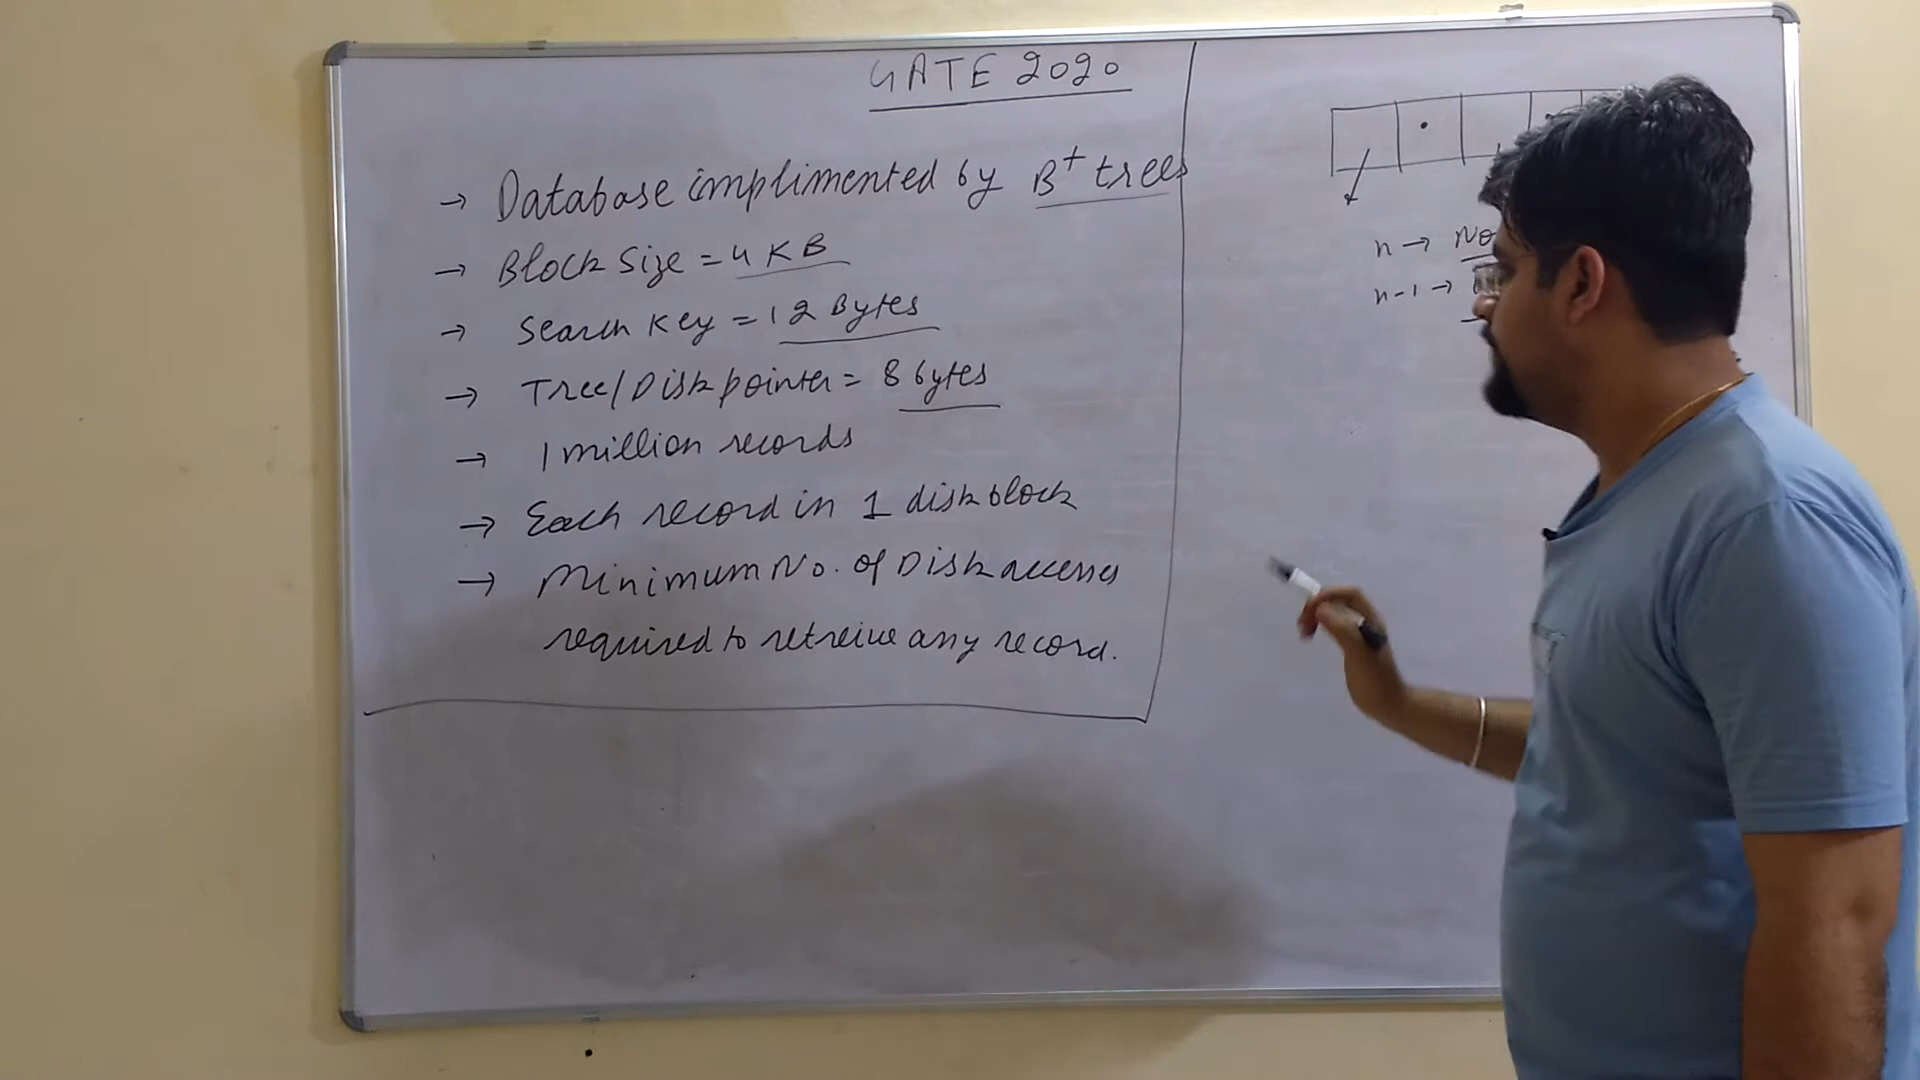 GATE 2020
→ Database implimented by B+ trees
→ Block Size = 4 KB
→ Search Key = 12 Bytes
→ Tree/Disk pointer = 8 bytes
→ 1 million records
→ Each record in 1 disk block
→ Minimum No. of Disk accesses
required to retreive any record.
n → No
n-1 →